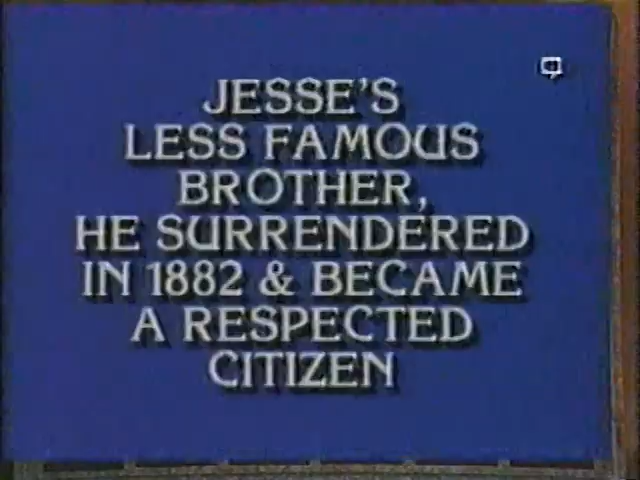 JESSE'S
LESS FAMOUS
BROTHER,
HE SURRENDERED
IN 1882 & BECAME
A RESPECTED
CITIZEN